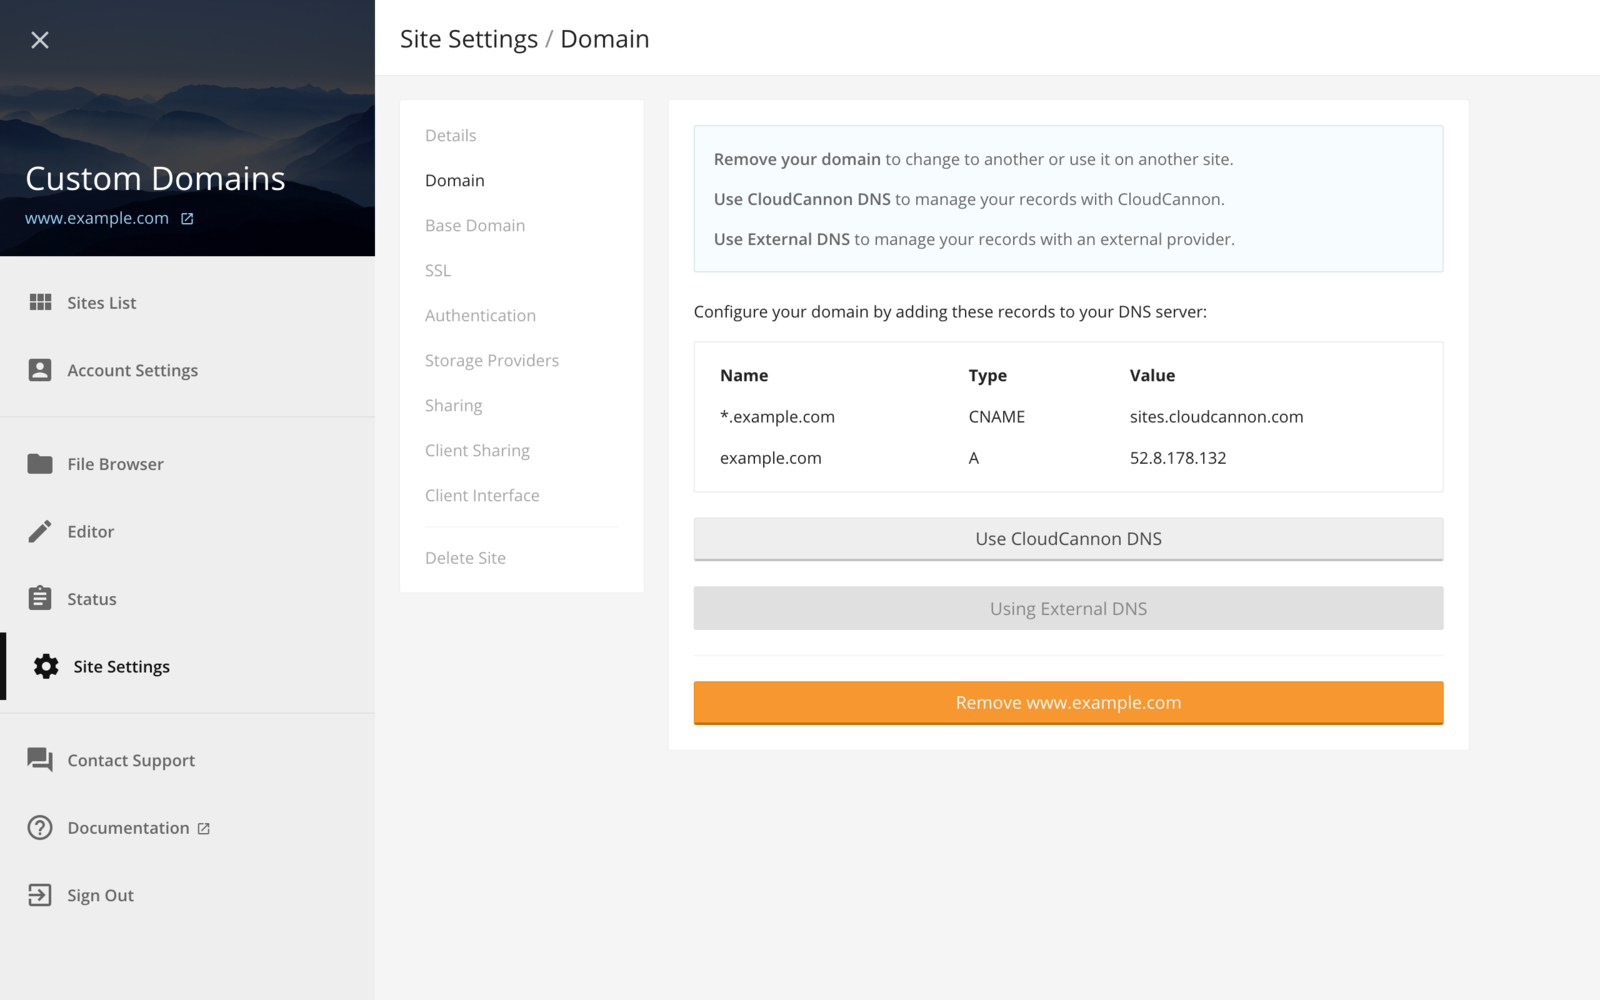 Custom Domains
www.example.com
Sites List
Account Settings
File Browser
Editor
Status
Site Settings
Contact Support
Documentation
Sign Out
Site Settings / Domain
Details
Domain
Base Domain
SSL
Authentication
Storage Providers
Sharing
Client Sharing
Client Interface
Delete Site
Remove your domain to change to another or use it on another site.
Use CloudCannon DNS to manage your records with CloudCannon.
Use External DNS to manage your records with an external provider.
Configure your domain by adding these records to your DNS server:
Name Type Value
*.example.com CNAME sites.cloudcannon.com
example.com A 52.8.178.132
Use CloudCannon DNS
Using External DNS
Remove www.example.com